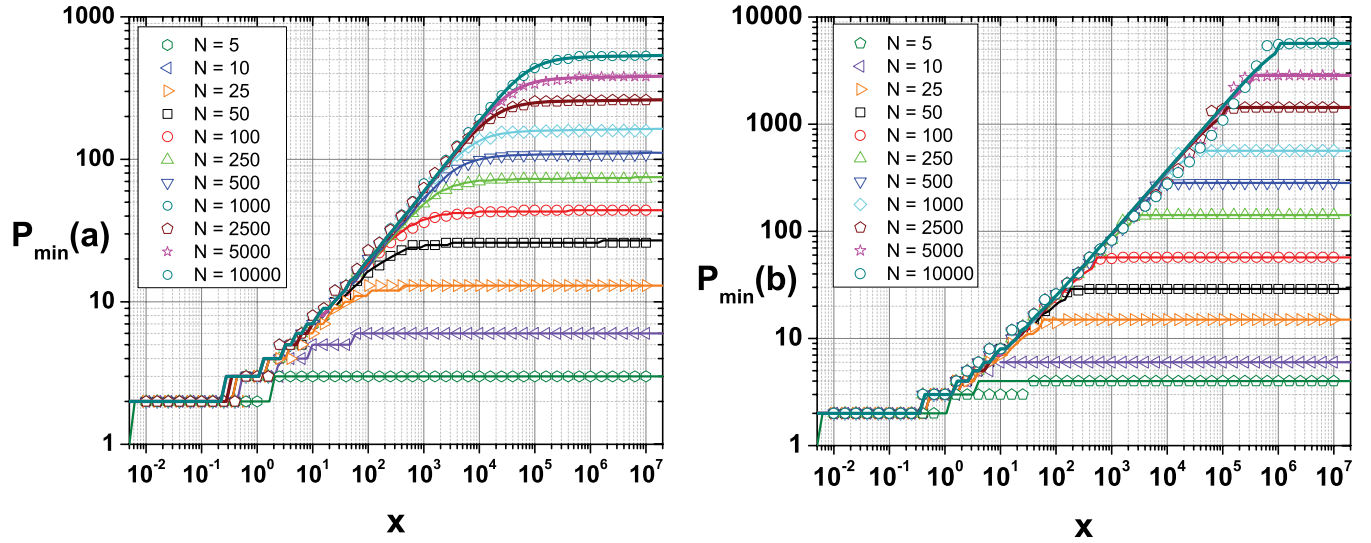 1000
100
10
1
P_min(a)
N = 5
N = 10
N = 25
N = 50
N = 100
N = 250
N = 500
N = 1000
N = 2500
N = 5000
N = 10000
10^-2 10^-1 10^0 10^1 10^2 10^3 10^4 10^5 10^6 10^7
x
10000
1000
100
10
1
P_min(b)
N = 5
N = 10
N = 25
N = 50
N = 100
N = 250
N = 500
N = 1000
N = 2500
N = 5000
N = 10000
10^-2 10^-1 10^0 10^1 10^2 10^3 10^4 10^5 10^6 10^7
x